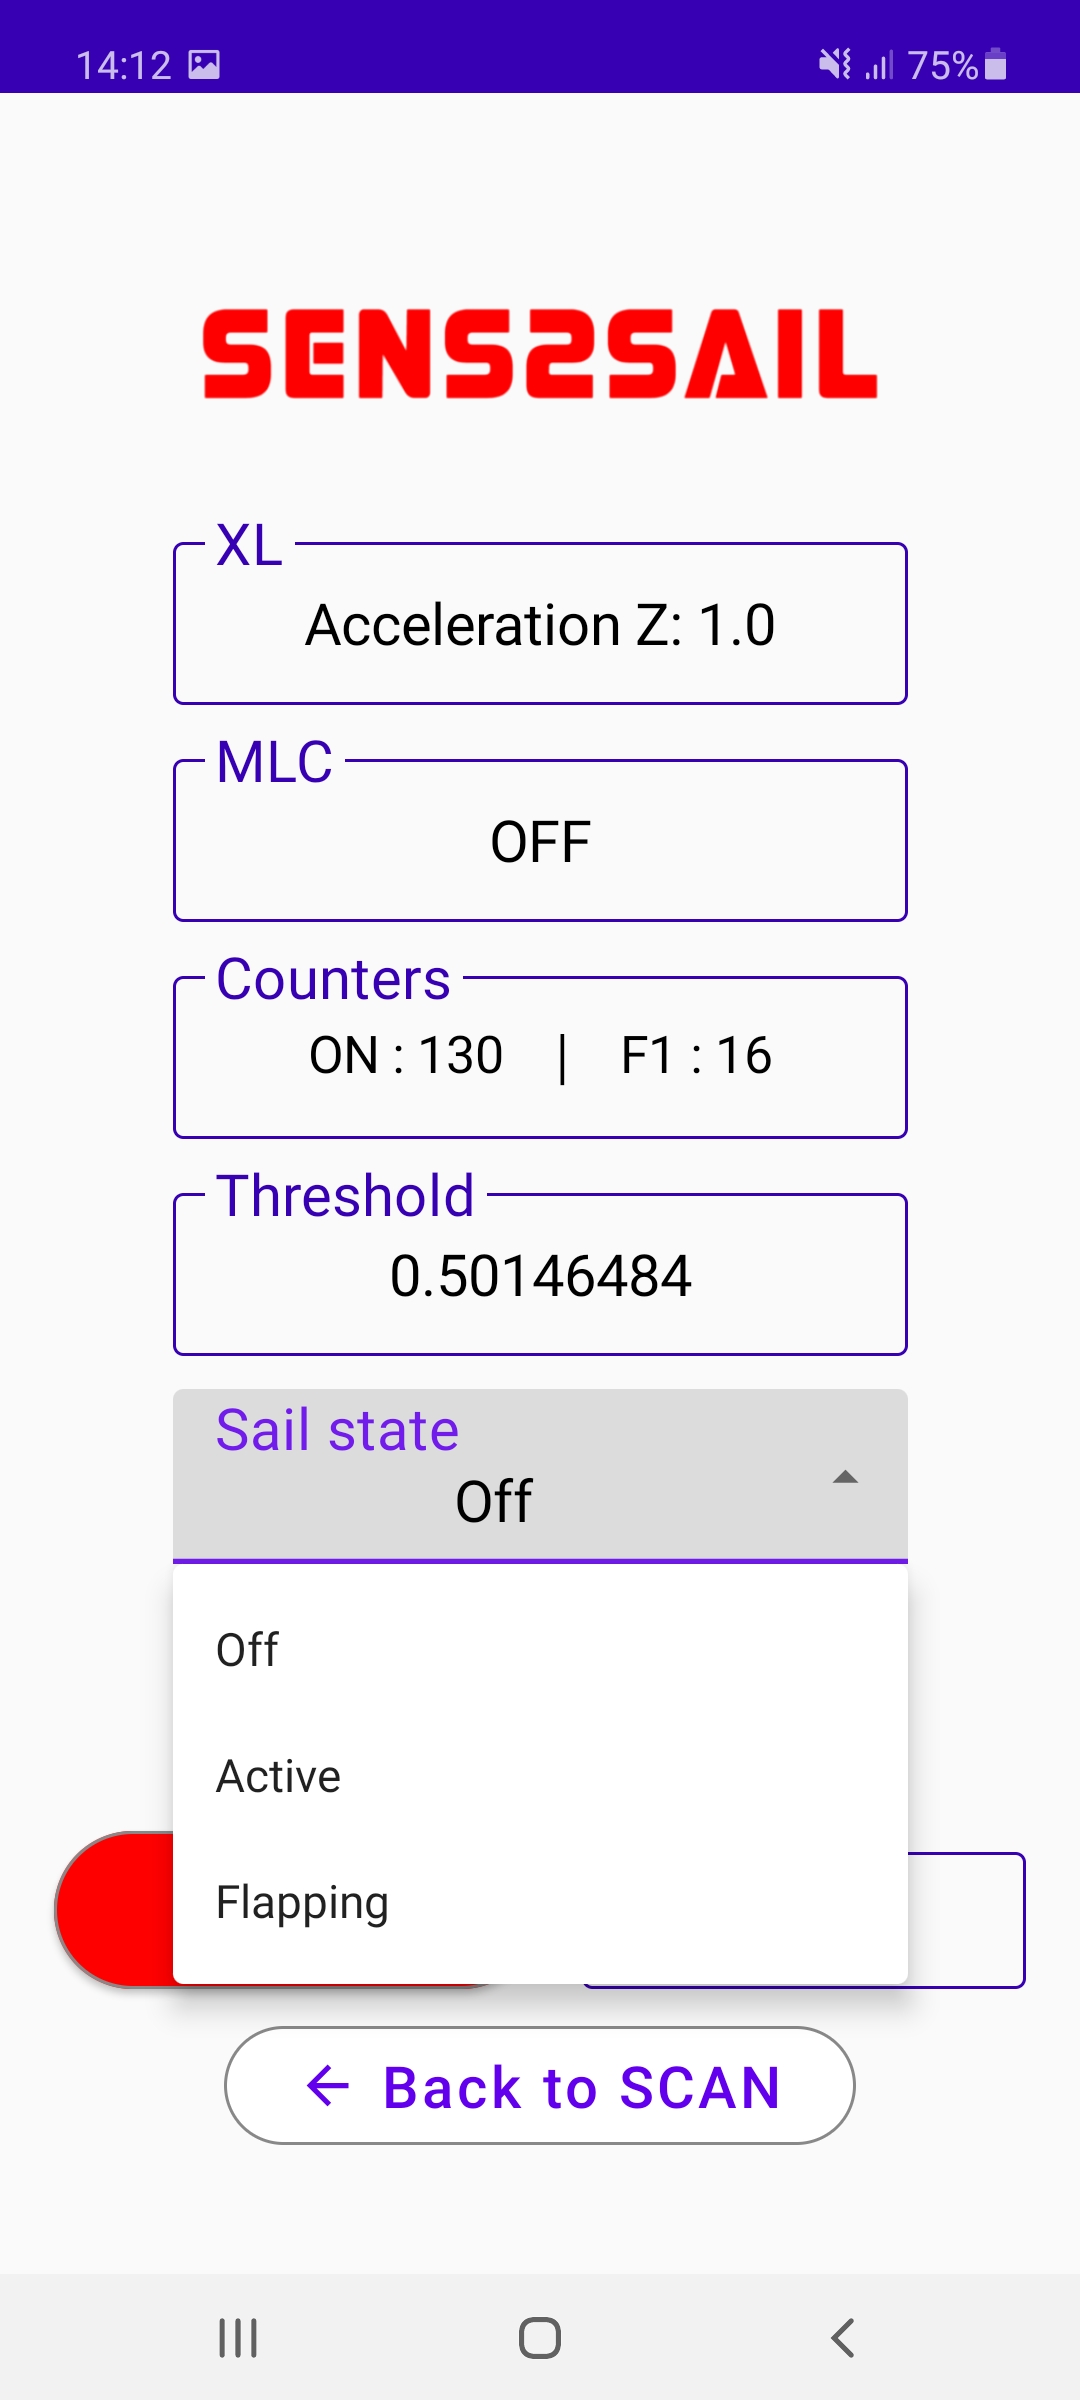 14:12 75%
SENS2SAIL
XL
Acceleration Z: 1.0
MLC
OFF
Counters
ON : 130 | F1 : 16
Threshold
0.50146484
Sail state
Off
Off
Active
Flapping
Back to SCAN